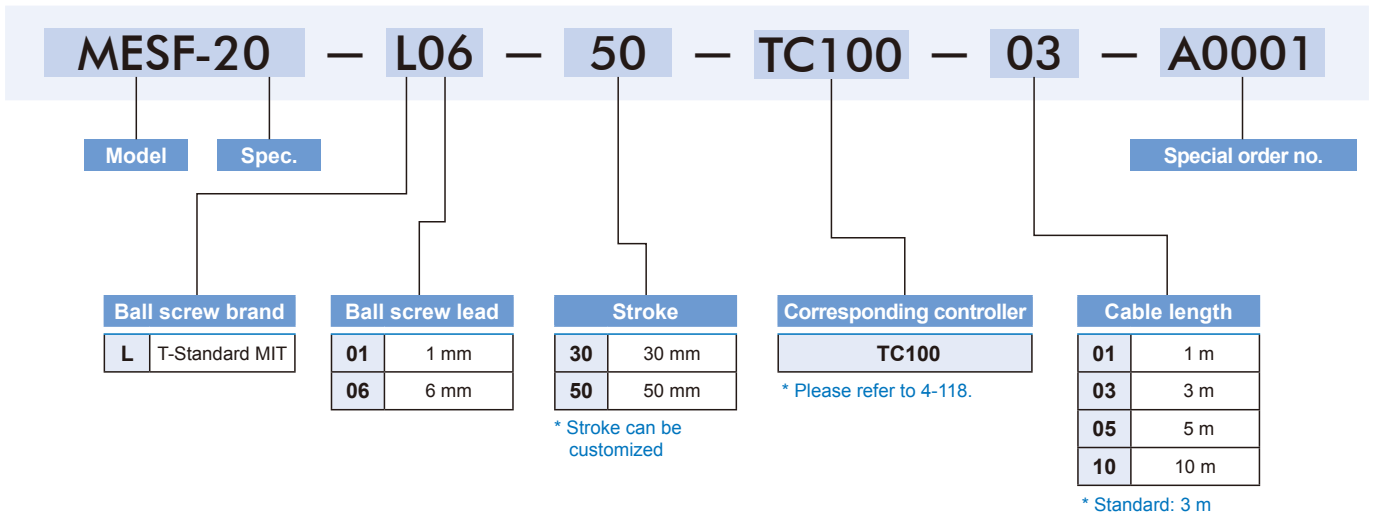 MESF-20 — L06 — 50 — TC100 — 03 — A0001
Model
Spec.
Special order no.
Ball screw brand
L T-Standard MIT
Ball screw lead
01 1 mm
06 6 mm
Stroke
30 30 mm
50 50 mm
* Stroke can be
customized
Corresponding controller
TC100
* Please refer to 4-118.
Cable length
01 1 m
03 3 m
05 5 m
10 10 m
* Standard: 3 m